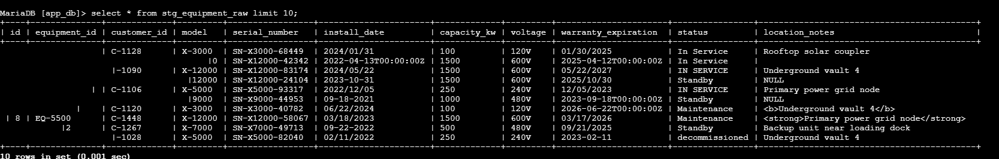 MariaDB [app_db]> select * from stg_equipment_raw limit 10;
+----+--------------+-------------+---------+-----------------+----------------------+-------------+---------+----------------------+----------------+--------------------------------------------+
| id | equipment_id | customer_id | model   | serial_number   | install_date         | capacity_kw | voltage | warranty_expiration  | status         | location_notes                             |
+----+--------------+-------------+---------+-----------------+----------------------+-------------+---------+----------------------+----------------+--------------------------------------------+
                    | C-1128      | X-3000  | SN-X3000-68449  | 2024/01/31           | 100         | 120V    | 01/30/2025           | In Service     | Rooftop solar coupler
                                         |0 | SN-X12000-42342 | 2022-04-13T00:00:00Z | 1500        | 600V    | 2025-04-12T00:00:00Z | In Service     |
                      |-1090      | X-12000 | SN-X12000-83174 | 2024/05/22           | 1500        | 600V    | 05/22/2027           | IN SERVICE     | Underground vault 4
                                     |12000 | SN-X12000-24104 | 2023-10-31           | 1500        | 600V    | 2025/10/30           | Standby        | NULL
                  | | C-1106      | X-5000  | SN-X5000-93317  | 2022/12/05           | 250         | 240V    | 12/05/2023           | IN SERVICE     | Primary power grid node
                                     |9000  | SN-X9000-44953  | 09-18-2021           | 1000        | 480V    | 2023-09-18T00:00:00Z | Standby        | NULL
               |    | C-1120      | X-3000  | SN-X3000-40782  | 06/22/2024           | 100         | 120V    | 2026-06-22T00:00:00Z | Maintenance    | <b>Underground vault 4</b>
 | 8 | EQ-5500      | C-1448      | X-12000 | SN-X12000-58067 | 03/18/2023           | 1500        | 600V    | 03/17/2026           | Maintenance    | <strong>Primary power grid node</strong>
            |2      | C-1267      | X-7000  | SN-X7000-49713  | 09-22-2022           | 500         | 480V    | 09/21/2025           | Standby        | Backup unit near loading dock
                      |-1028      | X-5000  | SN-X5000-82040  | 02/11/2022           | 250         | 240V    | 2023-02-11           | decommissioned | Underground vault 4
+----+--------------+-------------+---------+-----------------+----------------------+-------------+---------+----------------------+----------------+--------------------------------------------+
10 rows in set (0.001 sec)